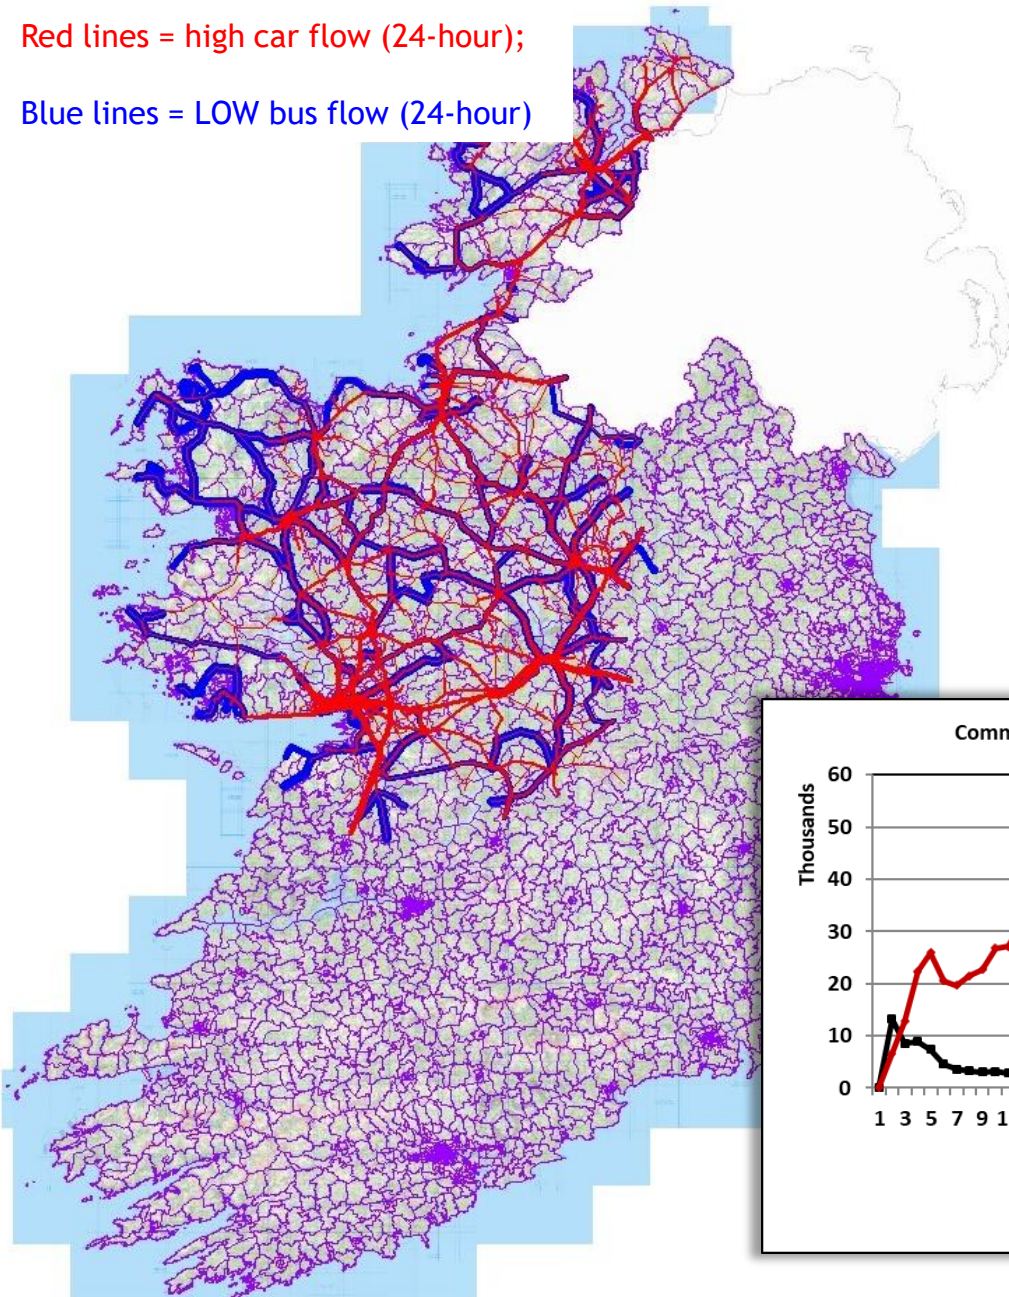 Red lines = high car flow (24-hour);
Blue lines = LOW bus flow (24-hour)
Comm
Thousands
60
50
40
30
20
10
0
1 3 5 7 9 1